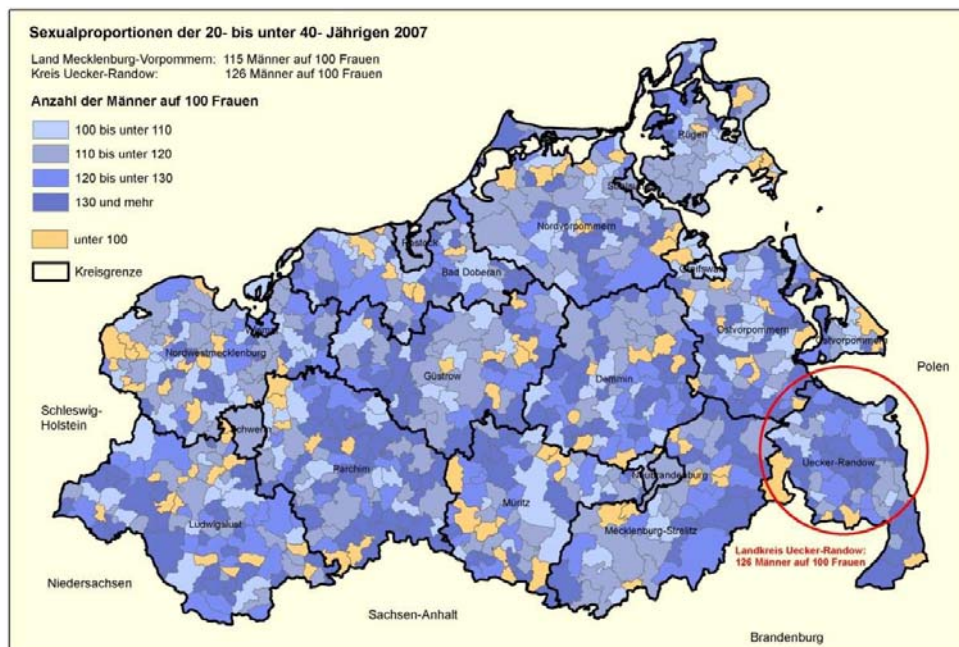 Sexualproportionen der 20- bis unter 40- Jährigen 2007
Land Mecklenburg-Vorpommern: 115 Männer auf 100 Frauen
Kreis Uecker-Randow: 126 Männer auf 100 Frauen
Anzahl der Männer auf 100 Frauen
100 bis unter 110
110 bis unter 120
120 bis unter 130
130 und mehr
unter 100
Kreisgrenze
Rügen
Nordvorpommern
Rostock
Bad Doberan
Greifswald
Wismar
Nordwestmecklenburg
Ostvorpommern
Ostvorpommern
Güstrow
Demmin
Polen
Schleswig-
Holstein
Schwerin
Parchim
Uecker-Randow
Neubrandenburg
Müritz
Ludwigslust
Mecklenburg-Strelitz
Landkreis Uecker-Randow:
126 Männer auf 100 Frauen
Niedersachsen
Sachsen-Anhalt
Brandenburg